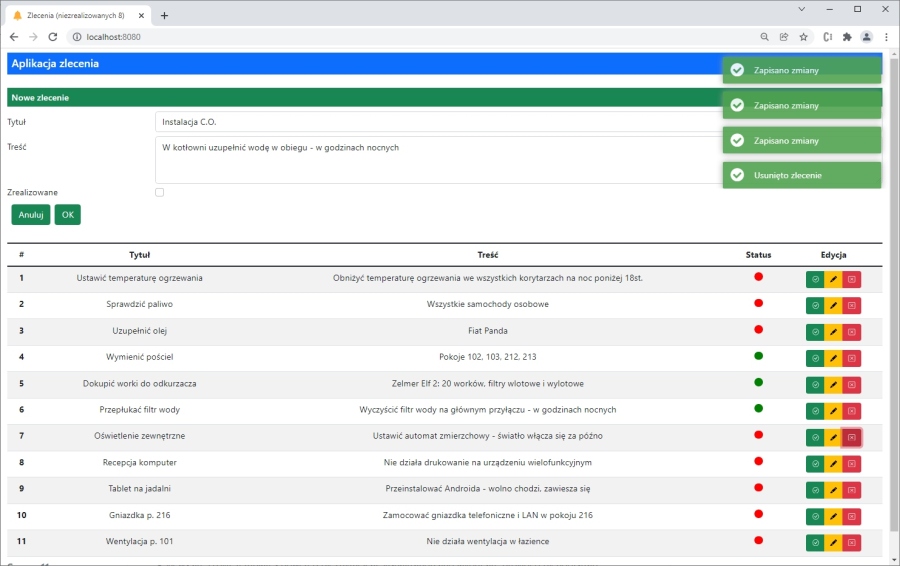 Zlecenia (niezrealizowanych 8)
localhost:8080
Aplikacja zlecenia
Zapisano zmiany
Nowe zlecenie
Zapisano zmiany
Tytuł
Instalacja C.O.
Zapisano zmiany
Treść
W kotłowni uzupełnić wodę w obiegu - w godzinach nocnych
Usunięto zlecenie
Zrealizowane
Anuluj OK
# Tytuł Treść Status Edycja
1 Ustawić temperaturę ogrzewania Obniżyć temperaturę ogrzewania we wszystkich korytarzach na noc poniżej 18st.
2 Sprawdzić paliwo Wszystkie samochody osobowe
3 Uzupełnić olej Fiat Panda
4 Wymienić pościel Pokoje 102, 103, 212, 213
5 Dokupić worki do odkurzacza Zelmer Elf 2; 20 worków, filtry wlotowe i wylotowe
6 Przepłukać filtr wody Wyczyścić filtr wody na głównym przyłączu - w godzinach nocnych
7 Oświetlenie zewnętrzne Ustawić automat zmierzchowy - światło włącza się za późno
8 Recepcja komputer Nie działa drukowanie na urządzeniu wielofunkcyjnym
9 Tablet na jadalni Przeinstalować Androida - wolno chodzi, zawiesza się
10 Gniazdka p. 216 Zamocować gniazdka telefoniczne i LAN w pokoju 216
11 Wentylacja p. 101 Nie działa wentylacja w łazience